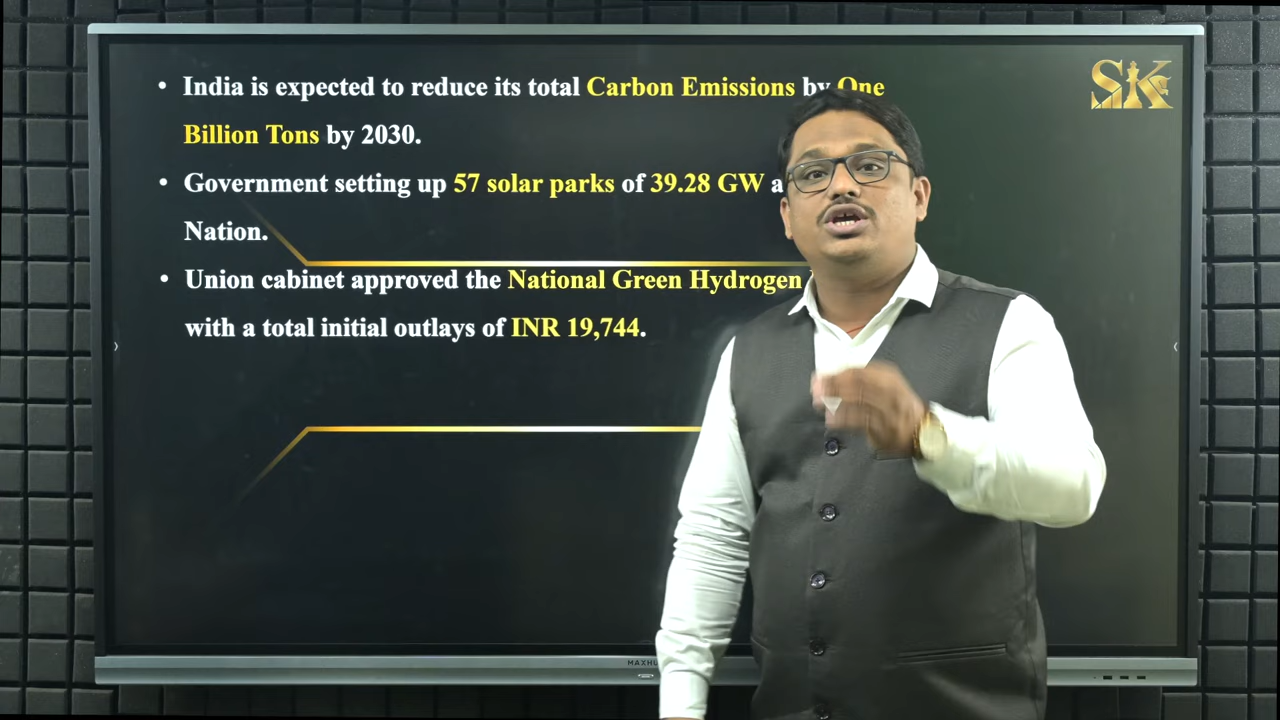 • India is expected to reduce its total Carbon Emissions by One
Billion Tons by 2030.
• Government setting up 57 solar parks of 39.28 GW
Nation.
• Union cabinet approved the National Green Hydrogen
with a total initial outlays of INR 19,744.
SK